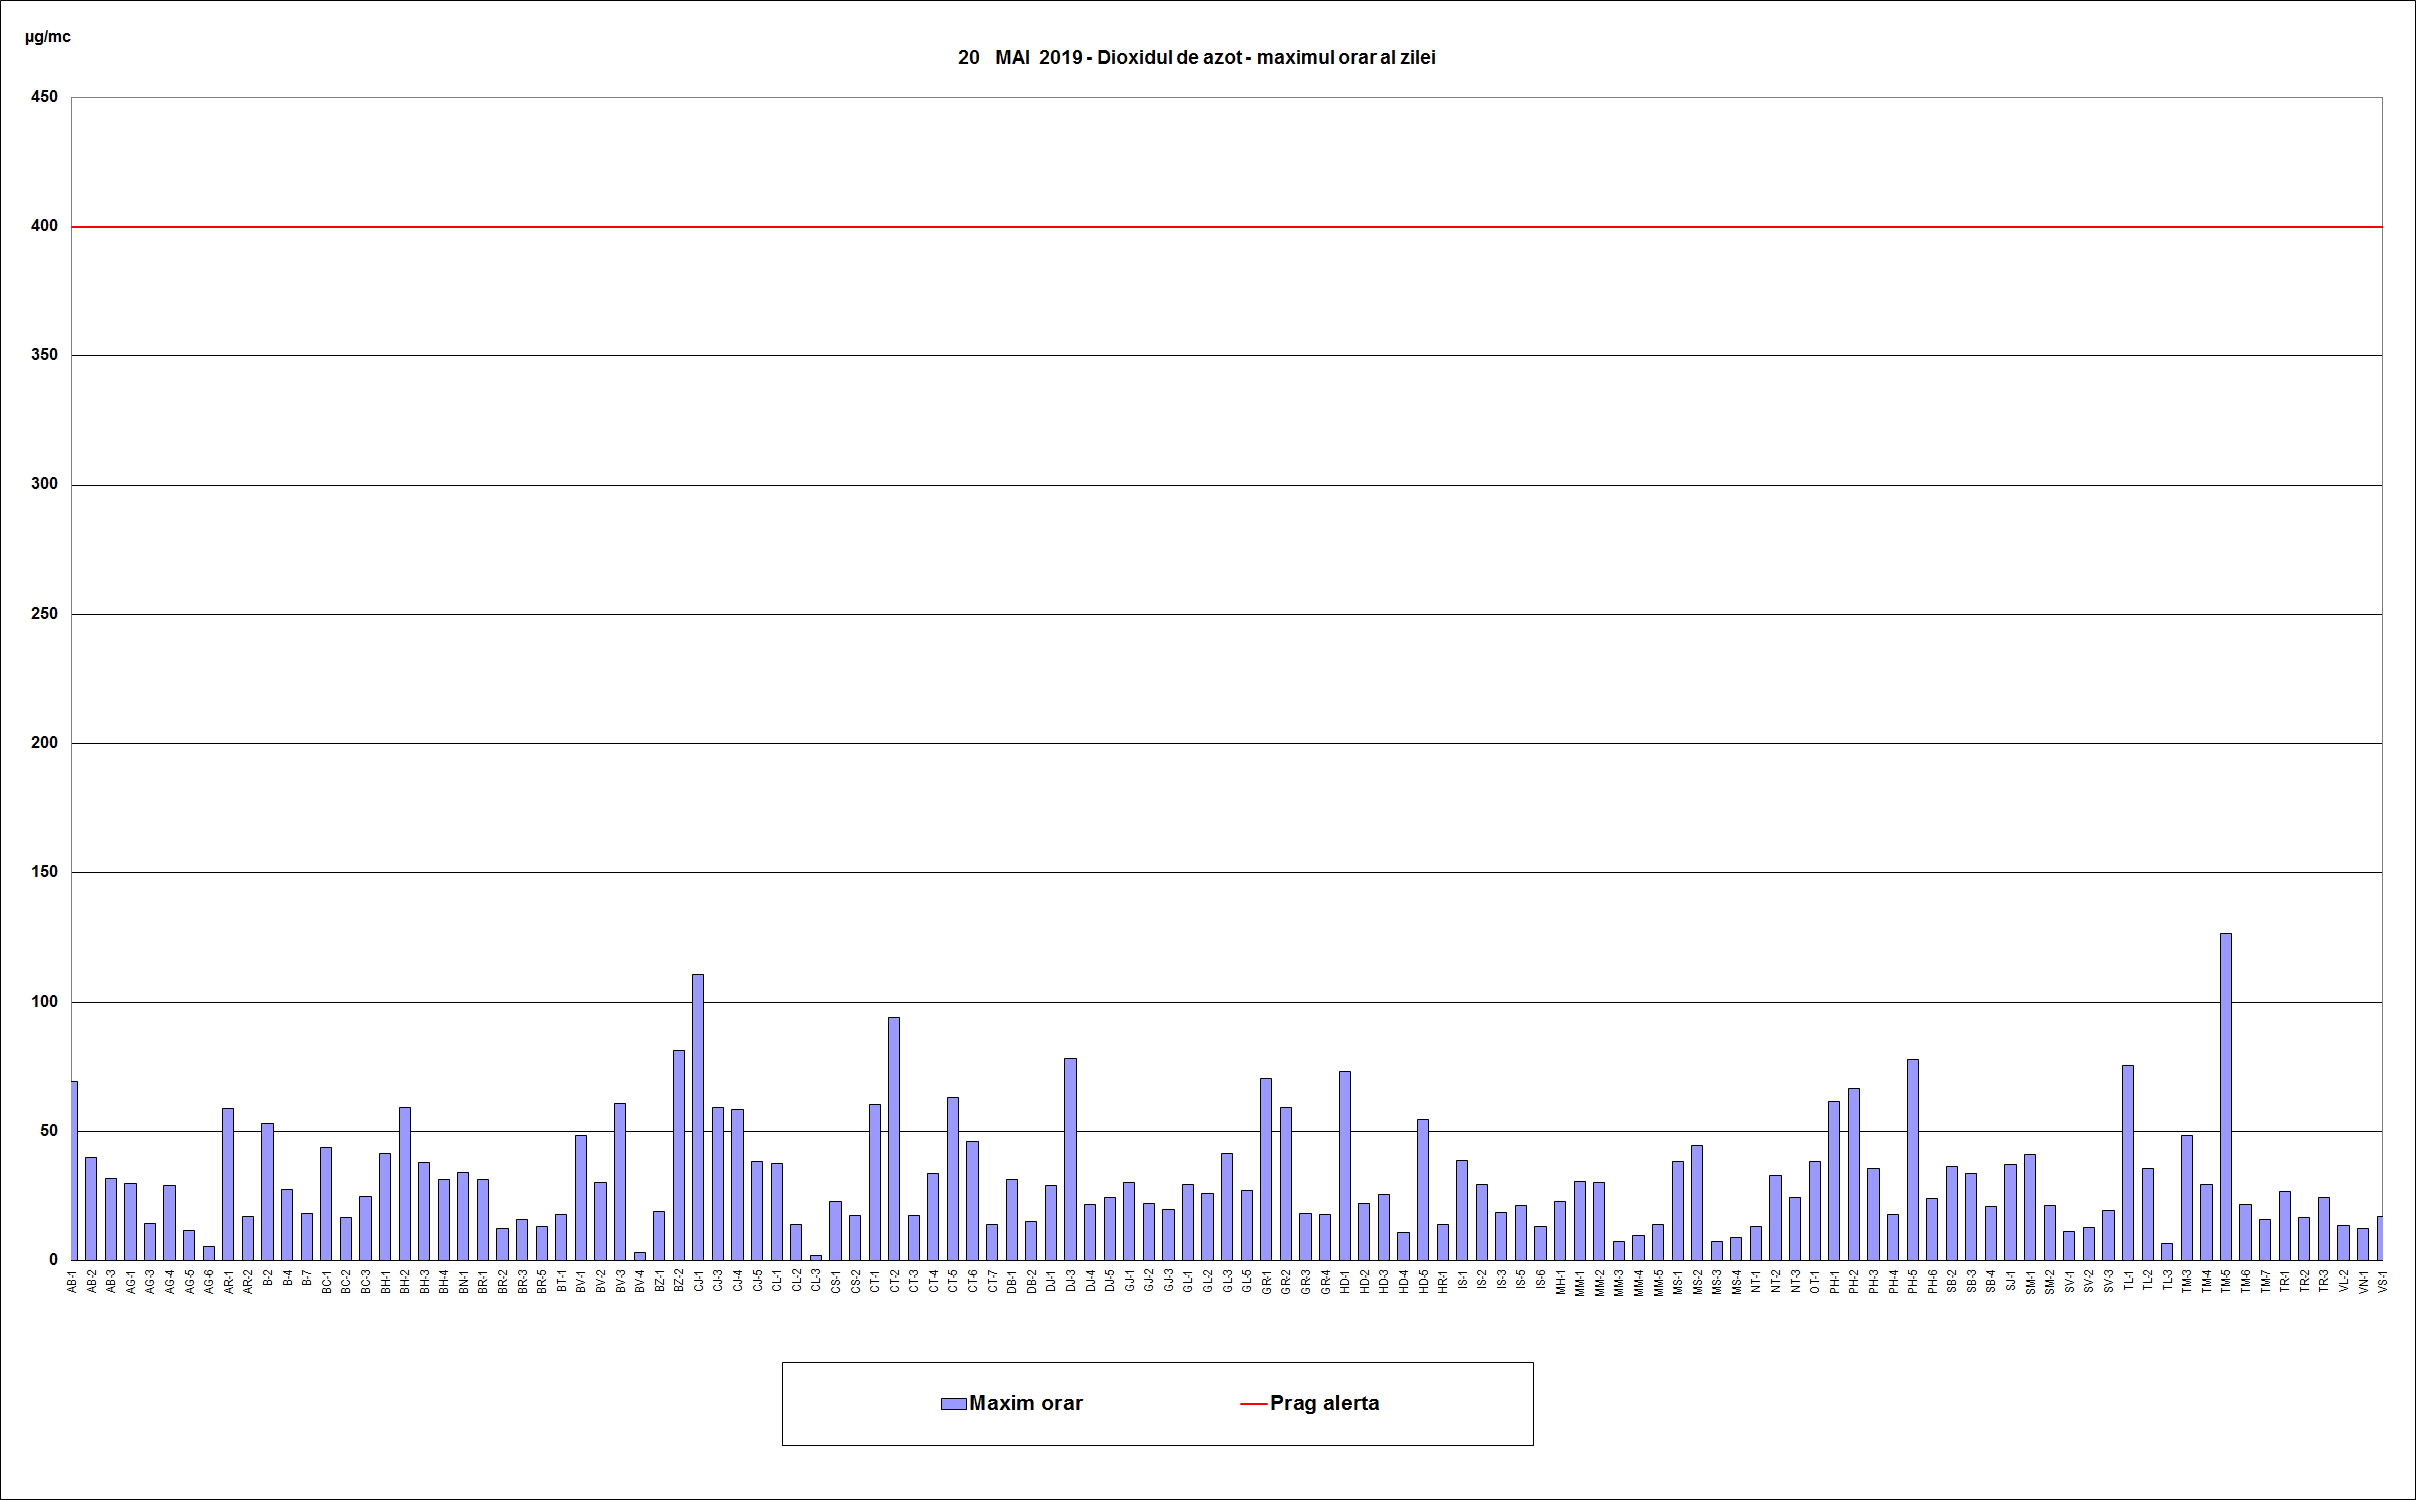 µg/mc
20 MAI 2019 - Dioxidul de azot - maximul orar al zilei
450
400
350
300
250
200
150
100
50
0
AB-1 AB-2 AB-3 AG-1 AG-3 AG-4 AG-5 AG-6 AR-1 AR-2 B-2 B-4 B-7 BC-1 BC-2 BC-3 BH-1 BH-2 BH-3 BH-4 BN-1 BR-1 BR-2 BR-3 BR-5 BT-1 BV-1 BV-2 BV-3 BV-4 BZ-1 BZ-2 CJ-1 CJ-3 CJ-4 CJ-5 CL-1 CL-2 CL-3 CS-1 CS-2 CT-1 CT-2 CT-3 CT-4 CT-5 CT-6 CT-7 DB-1 DB-2 DJ-1 DJ-3 DJ-4 DJ-5 GJ-1 GJ-2 GJ-3 GL-1 GL-2 GL-3 GL-5 GR-1 GR-2 GR-3 GR-4 HD-1 HD-2 HD-3 HD-4 HD-5 HR-1 IS-1 IS-2 IS-3 IS-5 IS-6 MH-1 MM-1 MM-2 MM-3 MM-4 MM-5 MS-1 MS-2 MS-3 MS-4 NT-1 NT-2 NT-3 OT-1 PH-1 PH-2 PH-3 PH-4 PH-5 PH-6 SB-2 SB-3 SB-4 SJ-1 SM-1 SM-2 SV-1 SV-2 SV-3 TL-1 TL-2 TL-3 TM-3 TM-4 TM-5 TM-6 TM-7 TR-1 TR-2 TR-3 VL-2 VN-1 VS-1
Maxim orar Prag alerta